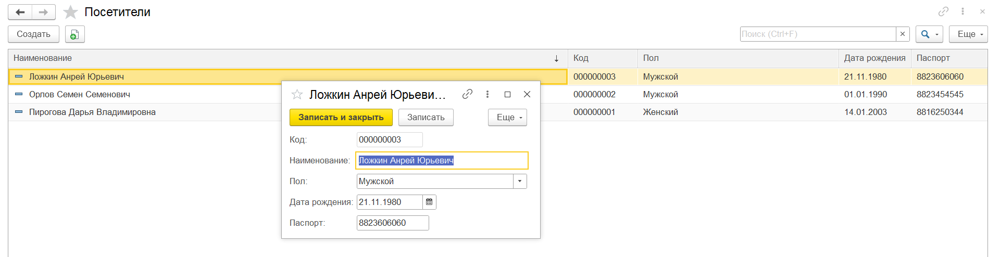 Посетители
Создать
Поиск (Ctrl+F)
Еще
Наименование Код Пол Дата рождения Паспорт
Ложкин Анрей Юрьевич 000000003 Мужской 21.11.1980 8823606060
Орлов Семен Семенович 000000002 Мужской 01.01.1990 8823454545
Пирогова Дарья Владимировна 000000001 Женский 14.01.2003 8816250344
Ложкин Анрей Юрьеви...
Записать и закрыть Записать Еще
Код: 000000003
Наименование: Ложкин Анрей Юрьевич
Пол: Мужской
Дата рождения: 21.11.1980
Паспорт: 8823606060